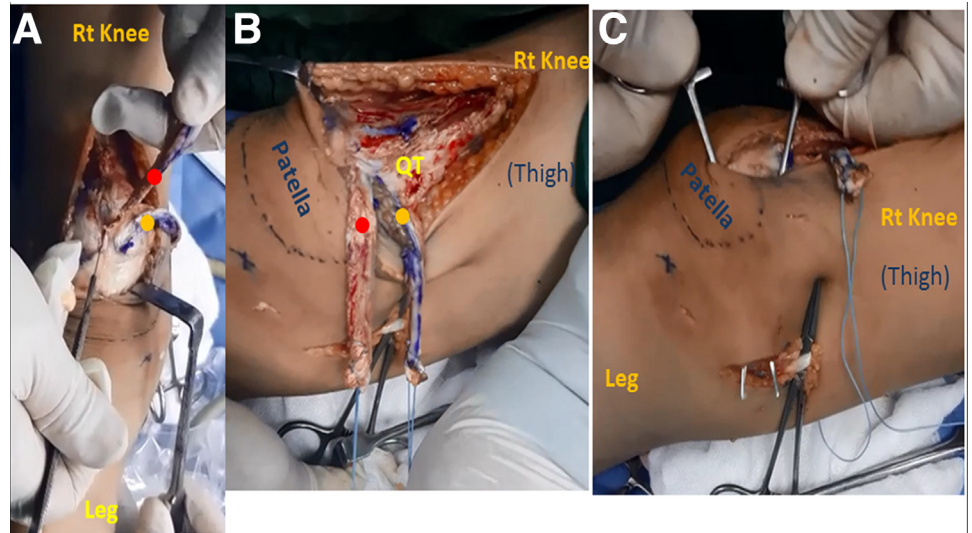 A
Rt Knee
Leg
B
Rt Knee
Patella
QT
(Thigh)
C
Patella
Rt Knee
(Thigh)
Leg